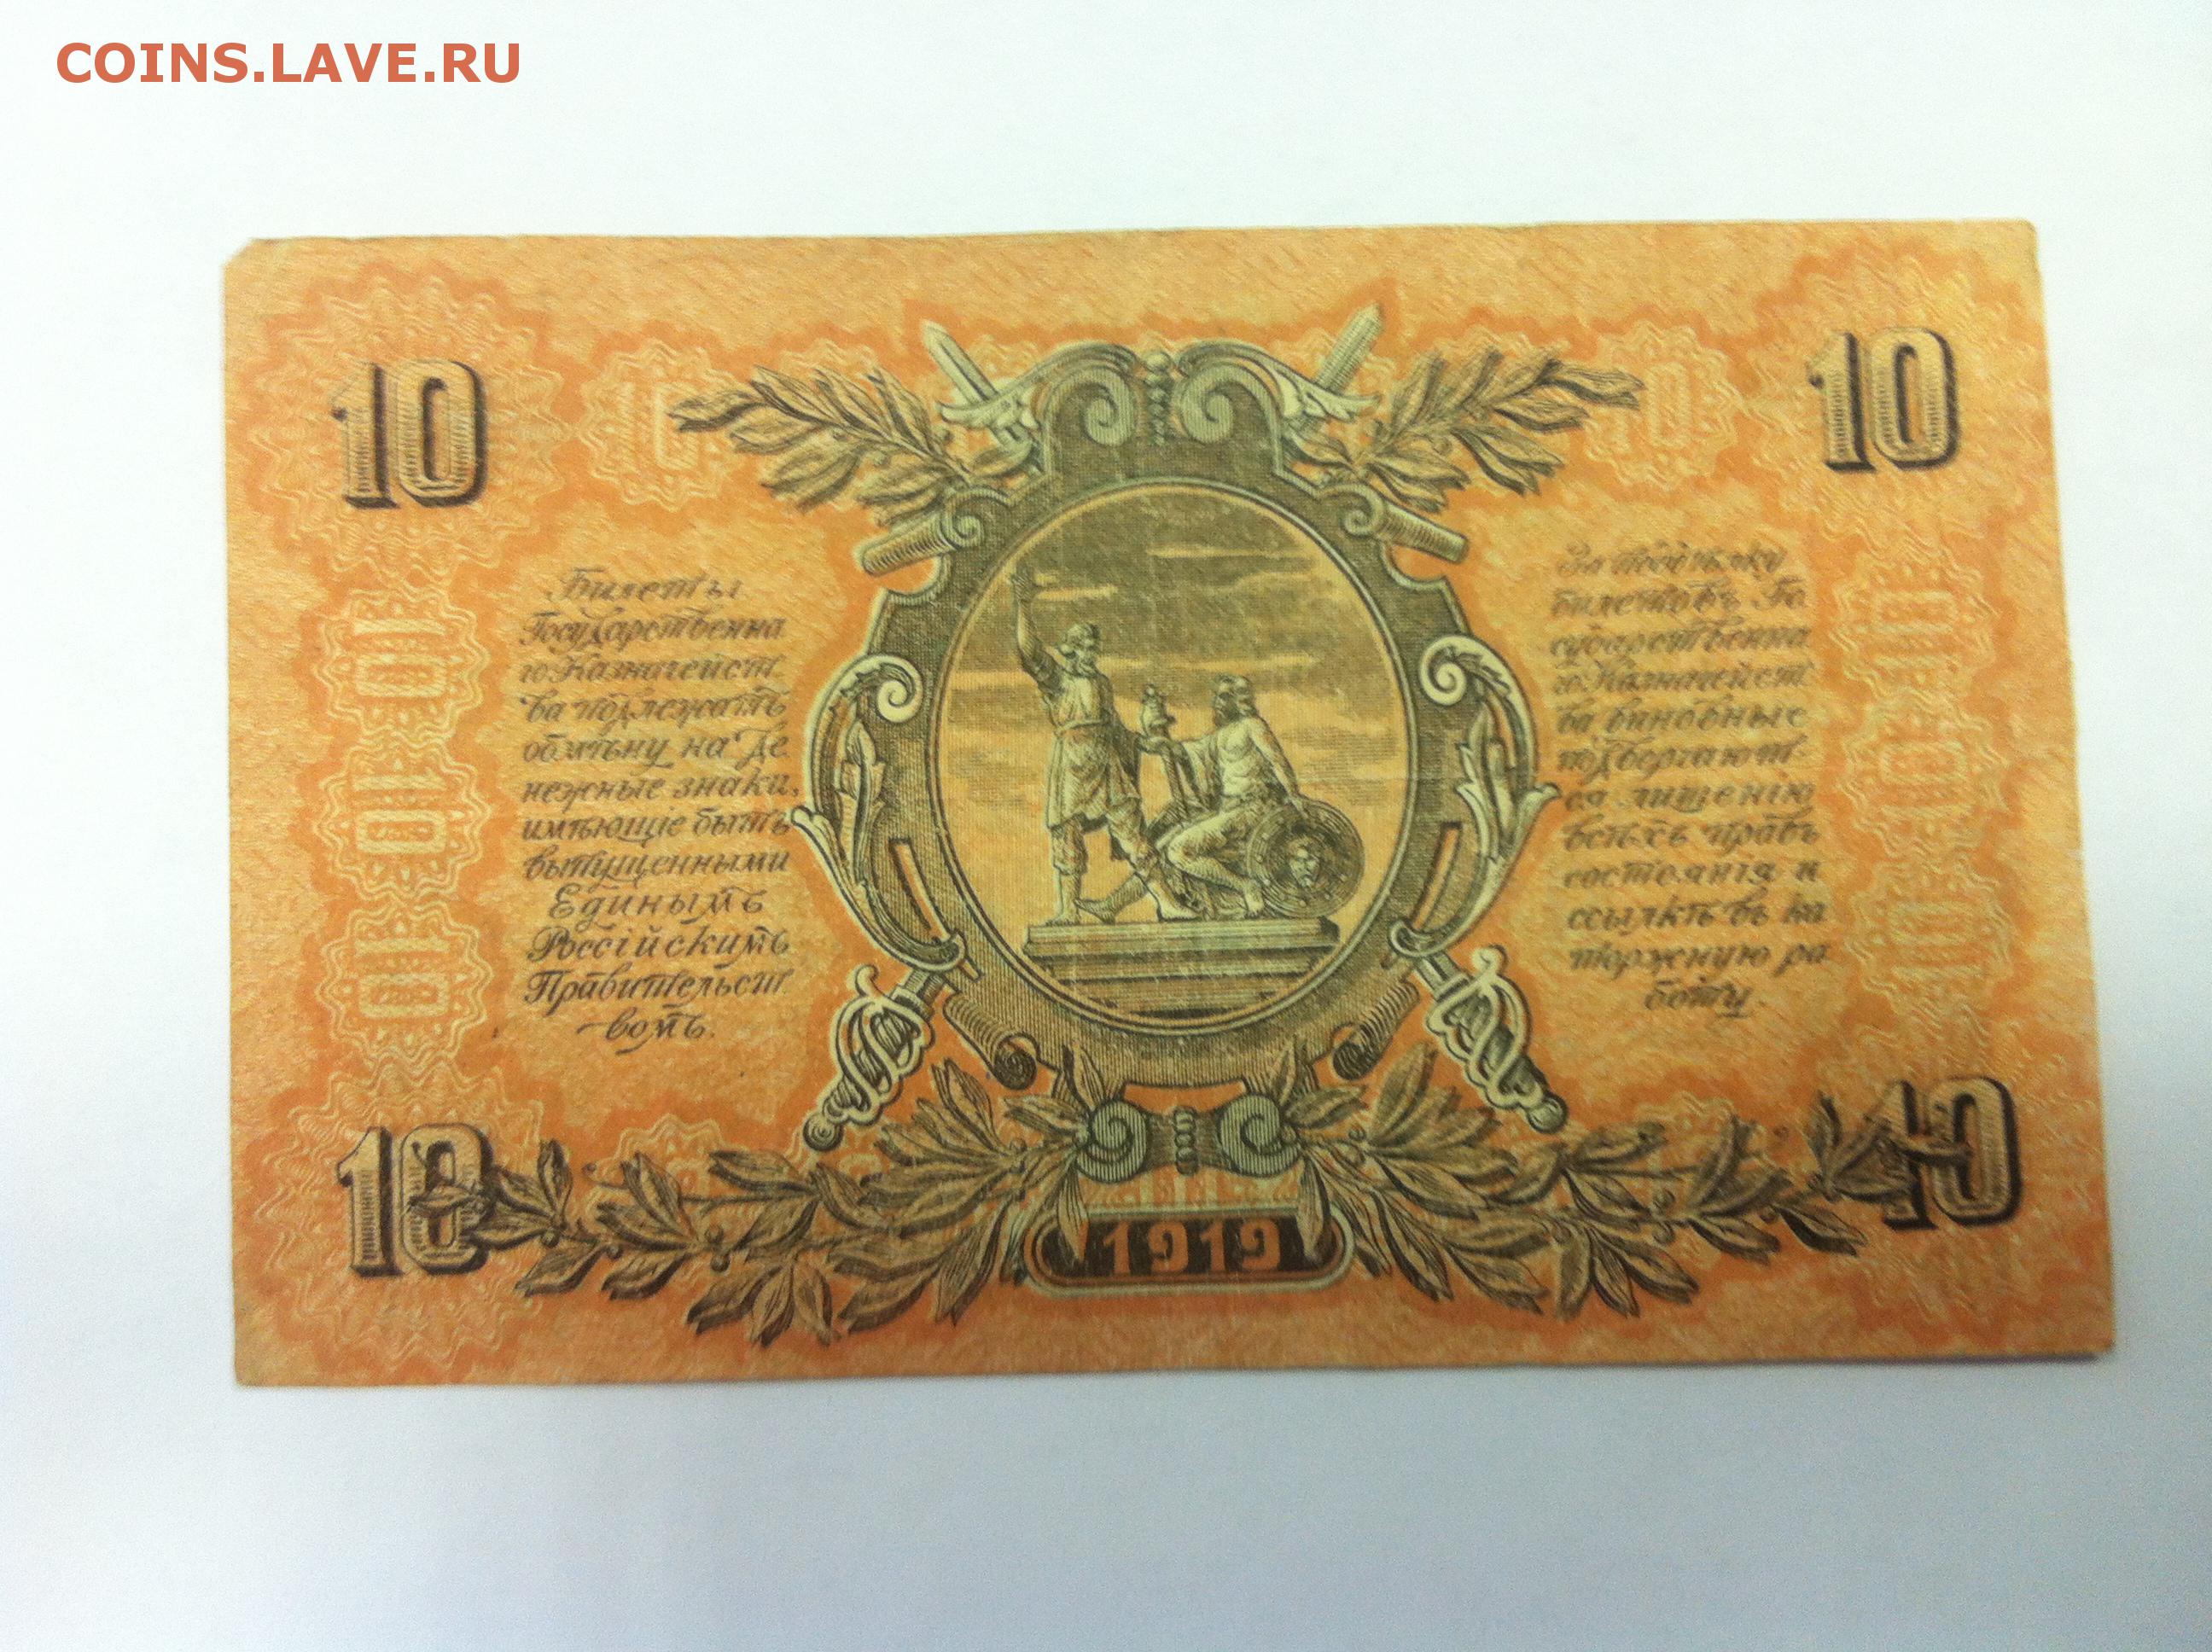 COINS.LAVE.RU
10
10
Билеты
Государственна
го Казначейст
ва подлежатъ
обмѣну на Де
нежные знаки,
имѣющіе быть
выпущенными
Единымъ
Россійскимъ
Правительст
вомъ.
За поддѣлку
билетовъ Го
сударственна
го Казначейст
ва виновные
подвергают
ся лишенію
всѣхъ правъ
состоянія и
ссылкѣ въ ка
торжную ра
боту.
10
10
1919